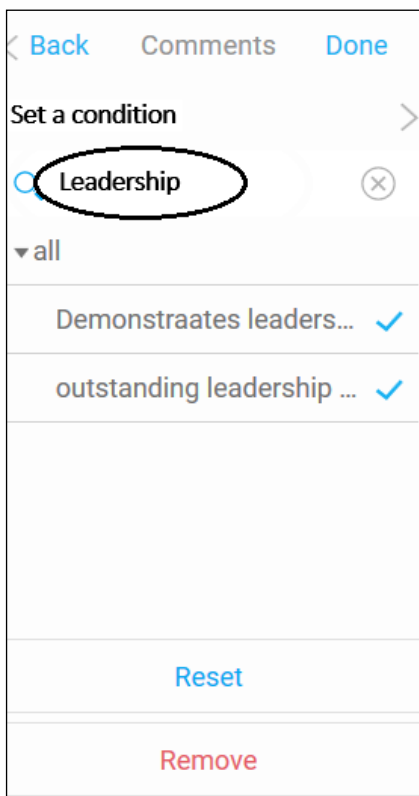 Back Comments Done
Set a condition
Leadership
all
Demonstraates leaders...
outstanding leadership ...
Reset
Remove